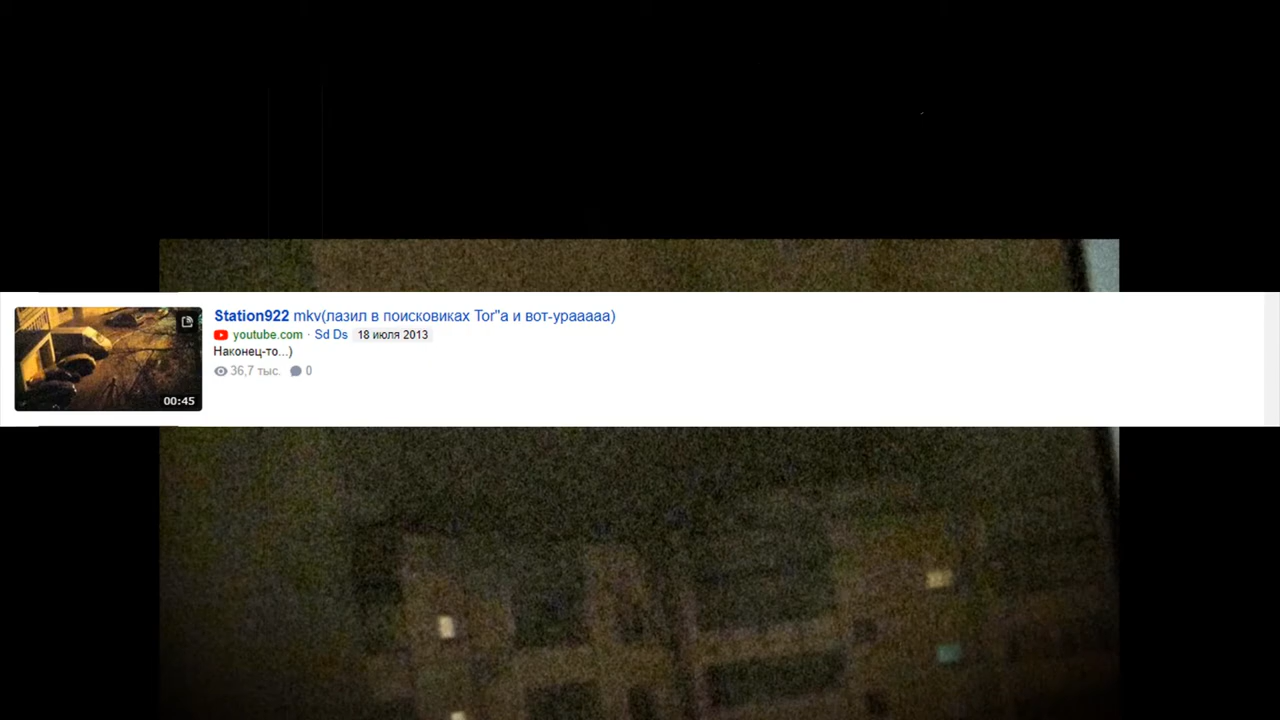 Station922 mkv(лазил в поисковиках Tor"а и вот-урааааа)
youtube.com · Sd Ds 18 июля 2013
Наконец-то...)
36,7 тыс. 0
00:45